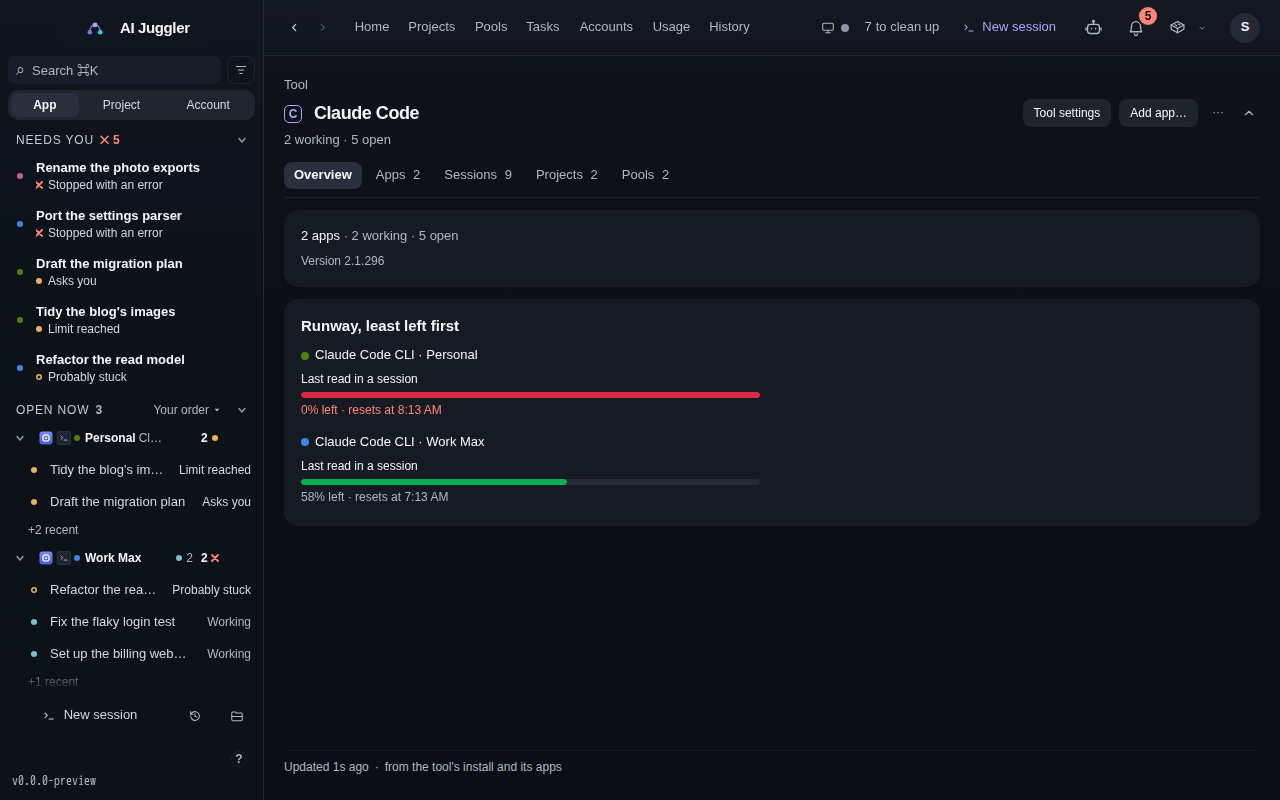 AI Juggler
Search ⌘K
App Project Account
NEEDS YOU 5
Rename the photo exports
Stopped with an error
Port the settings parser
Stopped with an error
Draft the migration plan
Asks you
Tidy the blog's images
Limit reached
Refactor the read model
Probably stuck
OPEN NOW 3 Your order
Personal Cl… 2
Tidy the blog's im… Limit reached
Draft the migration plan Asks you
+2 recent
Work Max 2 2
Refactor the rea… Probably stuck
Fix the flaky login test Working
Set up the billing web… Working
+1 recent
New session
?
v0.0.0-preview
Home Projects Pools Tasks Accounts Usage History 7 to clean up New session 5 S
Tool
C Claude Code Tool settings Add app…
2 working · 5 open
Overview Apps 2 Sessions 9 Projects 2 Pools 2
2 apps · 2 working · 5 open
Version 2.1.296
Runway, least left first
Claude Code CLI · Personal
Last read in a session
0% left · resets at 8:13 AM
Claude Code CLI · Work Max
Last read in a session
58% left · resets at 7:13 AM
Updated 1s ago · from the tool's install and its apps